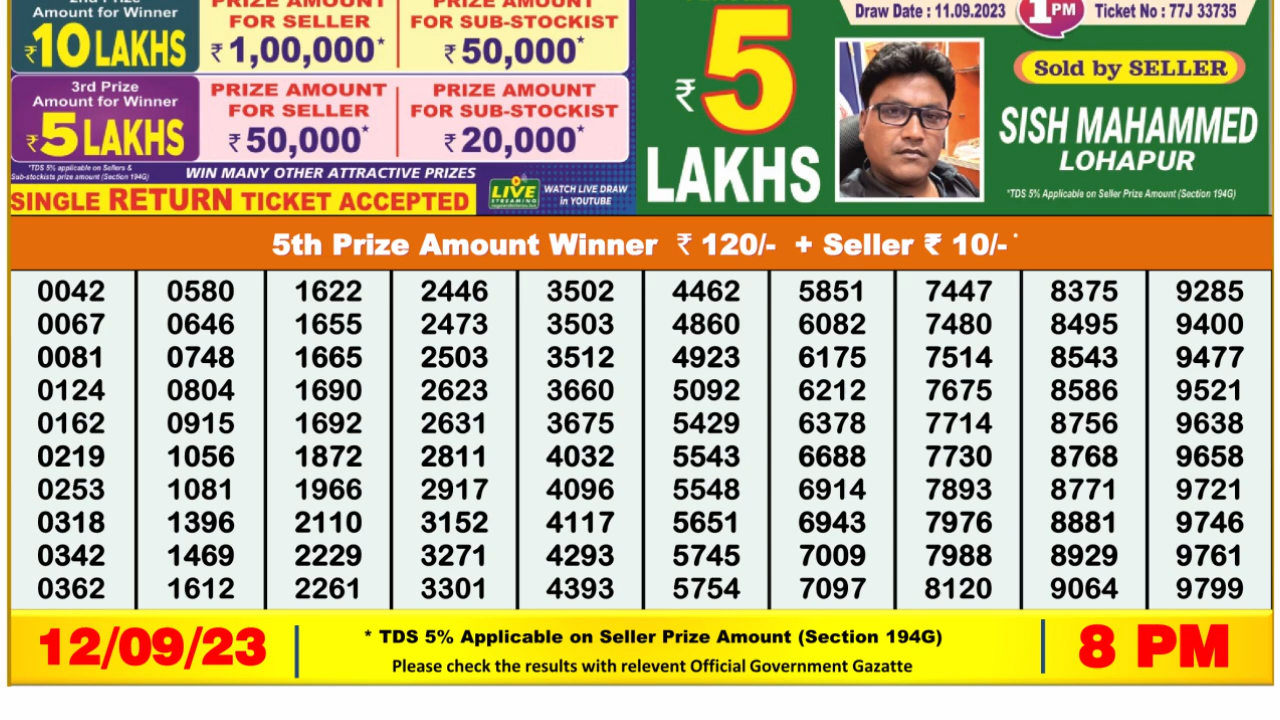 2nd Prize
Amount for Winner
₹10 LAKHS
PRIZE AMOUNT
FOR SELLER
₹ 1,00,000*
PRIZE AMOUNT
FOR SUB-STOCKIST
₹ 50,000*
3rd Prize
Amount for Winner
₹5 LAKHS
PRIZE AMOUNT
FOR SELLER
₹ 50,000*
PRIZE AMOUNT
FOR SUB-STOCKIST
₹ 20,000*
*TDS 5% applicable on Sellers &
Sub-stockists prize amount (Section 194G)
WIN MANY OTHER ATTRACTIVE PRIZES
SINGLE RETURN TICKET ACCEPTED
LIVE
STREAMING
WATCH LIVE DRAW
in YOUTUBE
₹ 5
LAKHS
Draw Date : 11.09.2023
1 PM
Ticket No : 77J 33735
Sold by SELLER
SISH MAHAMMED
LOHAPUR
*TDS 5% Applicable on Seller Prize Amount (Section 194G)
5th Prize Amount Winner ₹ 120/- + Seller ₹ 10/- *
0042 0580 1622 2446 3502 4462 5851 7447 8375 9285
0067 0646 1655 2473 3503 4860 6082 7480 8495 9400
0081 0748 1665 2503 3512 4923 6175 7514 8543 9477
0124 0804 1690 2623 3660 5092 6212 7675 8586 9521
0162 0915 1692 2631 3675 5429 6378 7714 8756 9638
0219 1056 1872 2811 4032 5543 6688 7730 8768 9658
0253 1081 1966 2917 4096 5548 6914 7893 8771 9721
0318 1396 2110 3152 4117 5651 6943 7976 8881 9746
0342 1469 2229 3271 4293 5745 7009 7988 8929 9761
0362 1612 2261 3301 4393 5754 7097 8120 9064 9799
12/09/23
* TDS 5% Applicable on Seller Prize Amount (Section 194G)
Please check the results with relevent Official Government Gazatte
8 PM